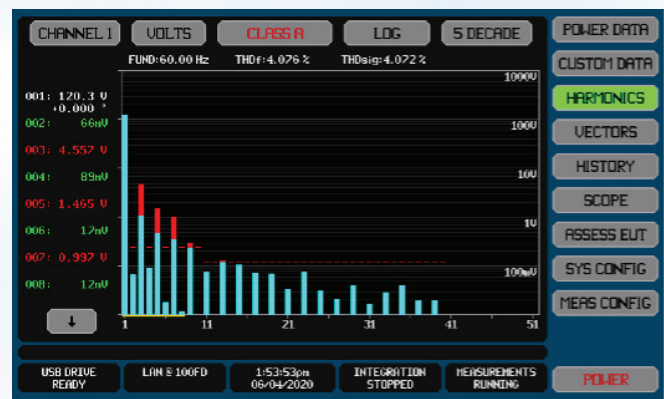 CHANNEL 1 VOLTS CLASS A LOG 5 DECADE POWER DATA
FUND:60.00 Hz THDf:4.076 % THDsig:4.072 % CUSTOM DATA
1000V
001: 120.3 V HARMONICS
+0.000 °
002: 66mV 100V VECTORS
003: 4.557 V
004: 89mV 10V HISTORY
005: 1.465 V SCOPE
006: 17mV 1V ASSESS EUT
007: 0.997 V
008: 12mV 100mV SYS CONFIG
MEAS CONFIG
↓ 1 11 21 31 41 51
USB DRIVE READY LAN @ 100FD 1:53:53pm 06/04/2020 INTEGRATION STOPPED MEASUREMENTS RUNNING POWER